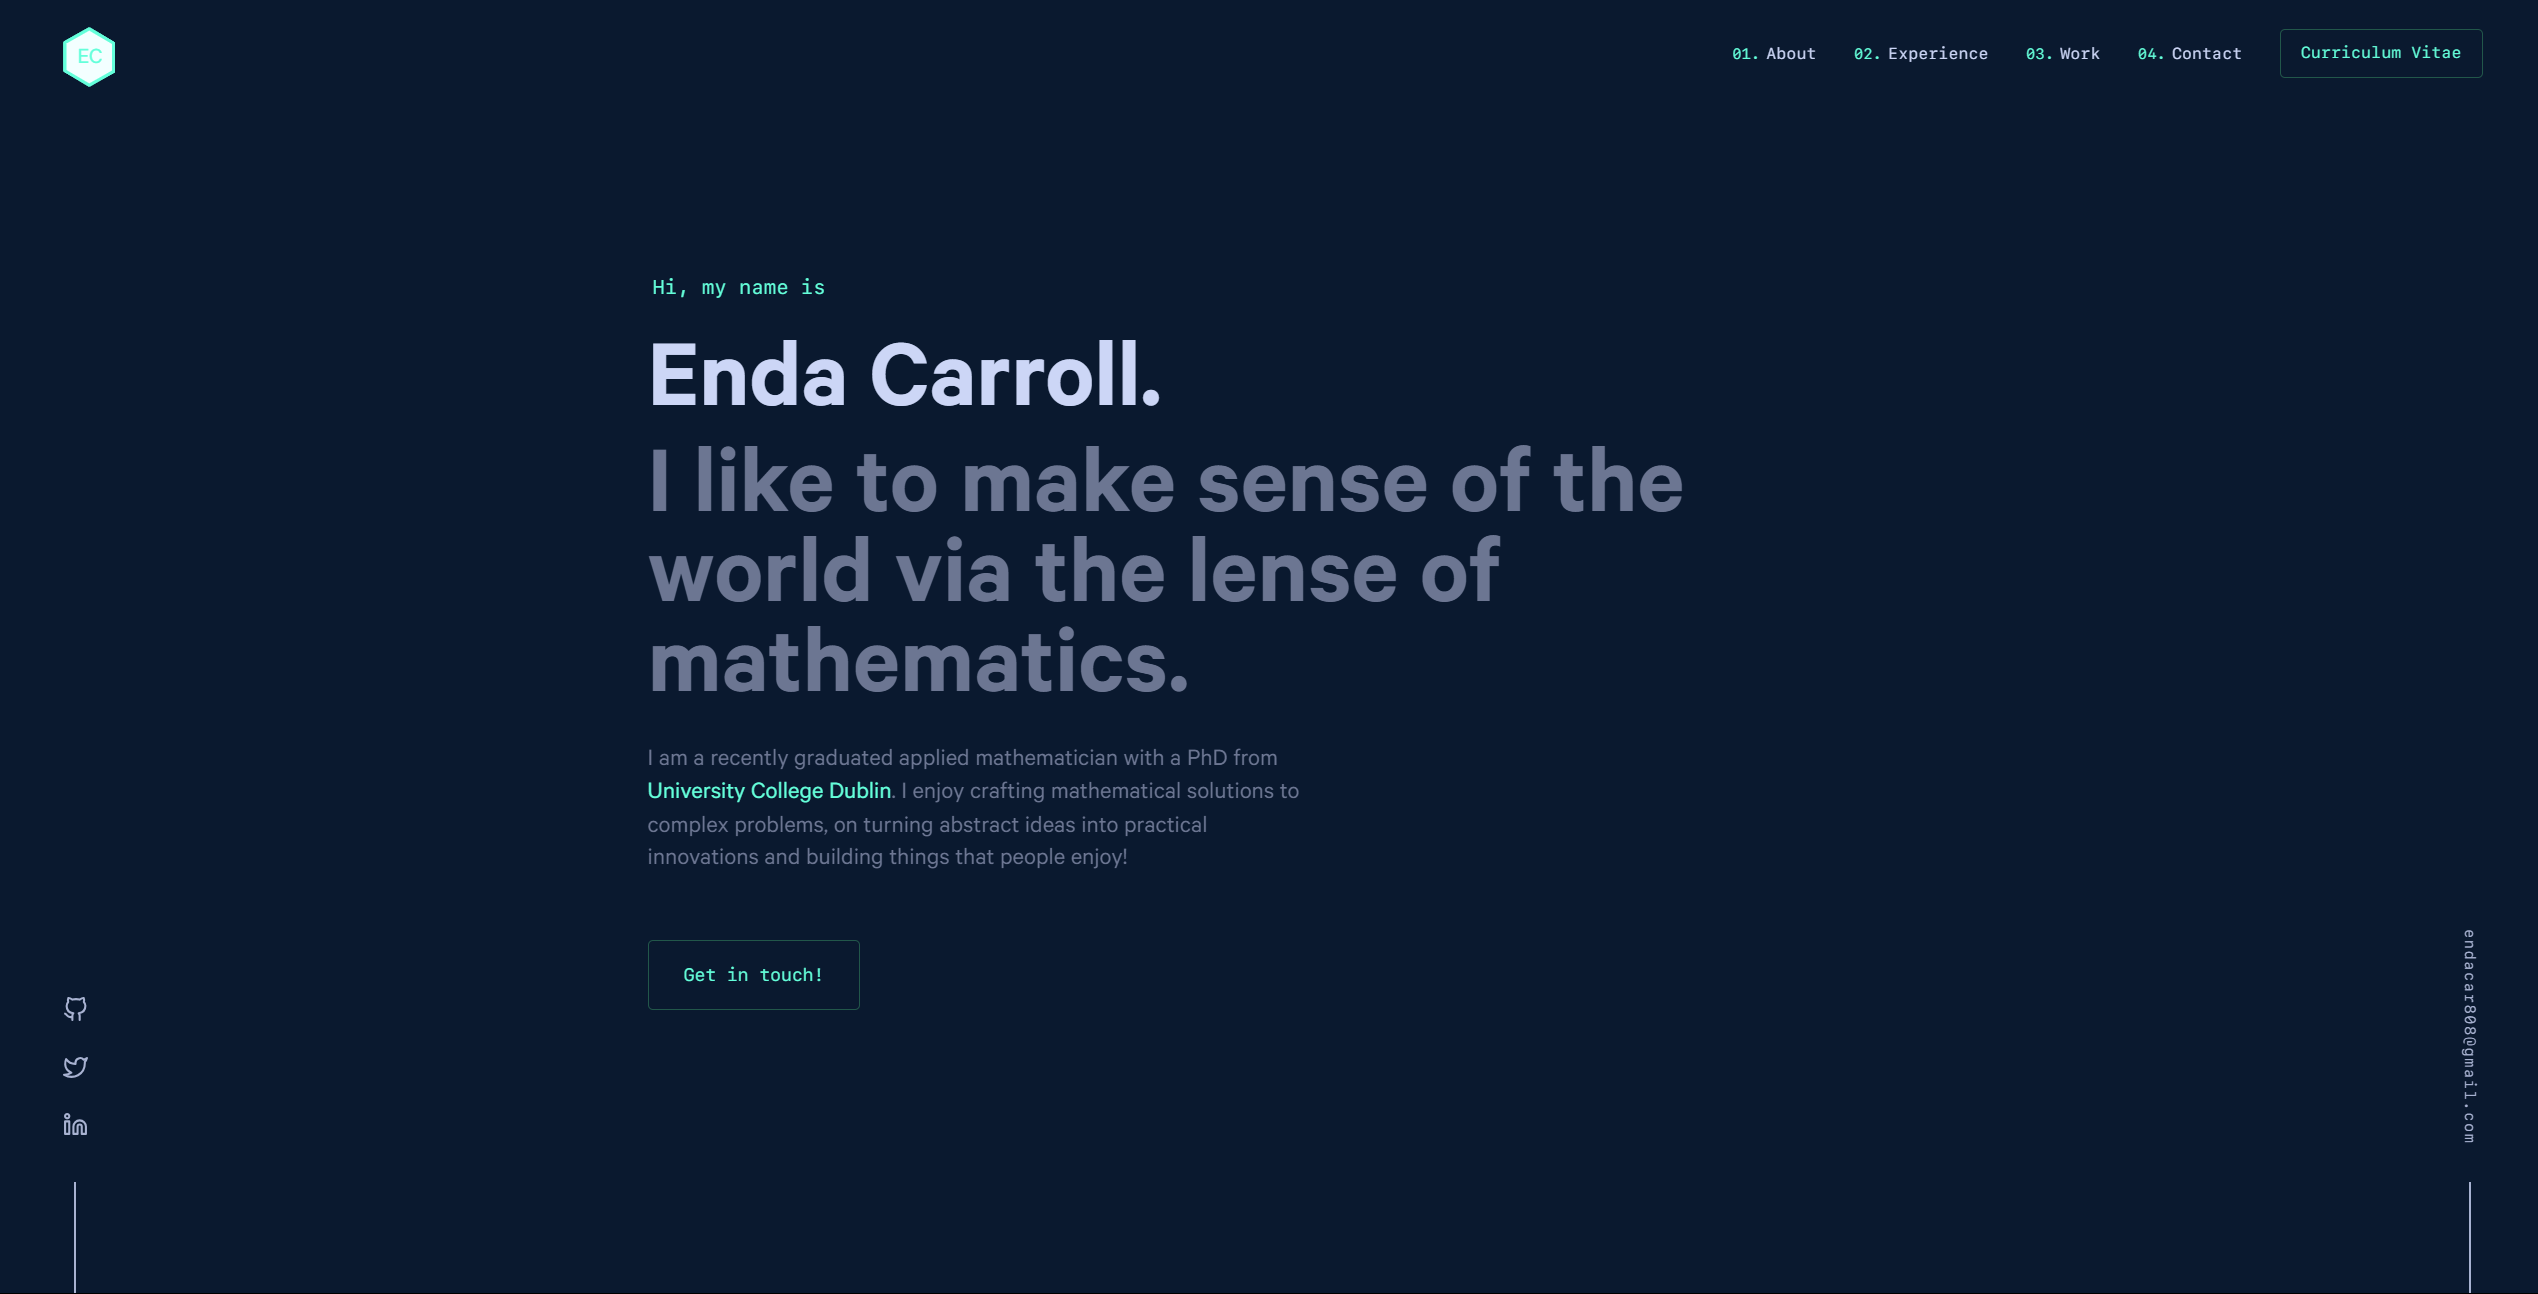 EC
01. About
02. Experience
03. Work
04. Contact
Curriculum Vitae
Hi, my name is
Enda Carroll.
I like to make sense of the
world via the lense of
mathematics.
I am a recently graduated applied mathematician with a PhD from
University College Dublin. I enjoy crafting mathematical solutions to
complex problems, on turning abstract ideas into practical
innovations and building things that people enjoy!
Get in touch!
endacar808@gmail.com